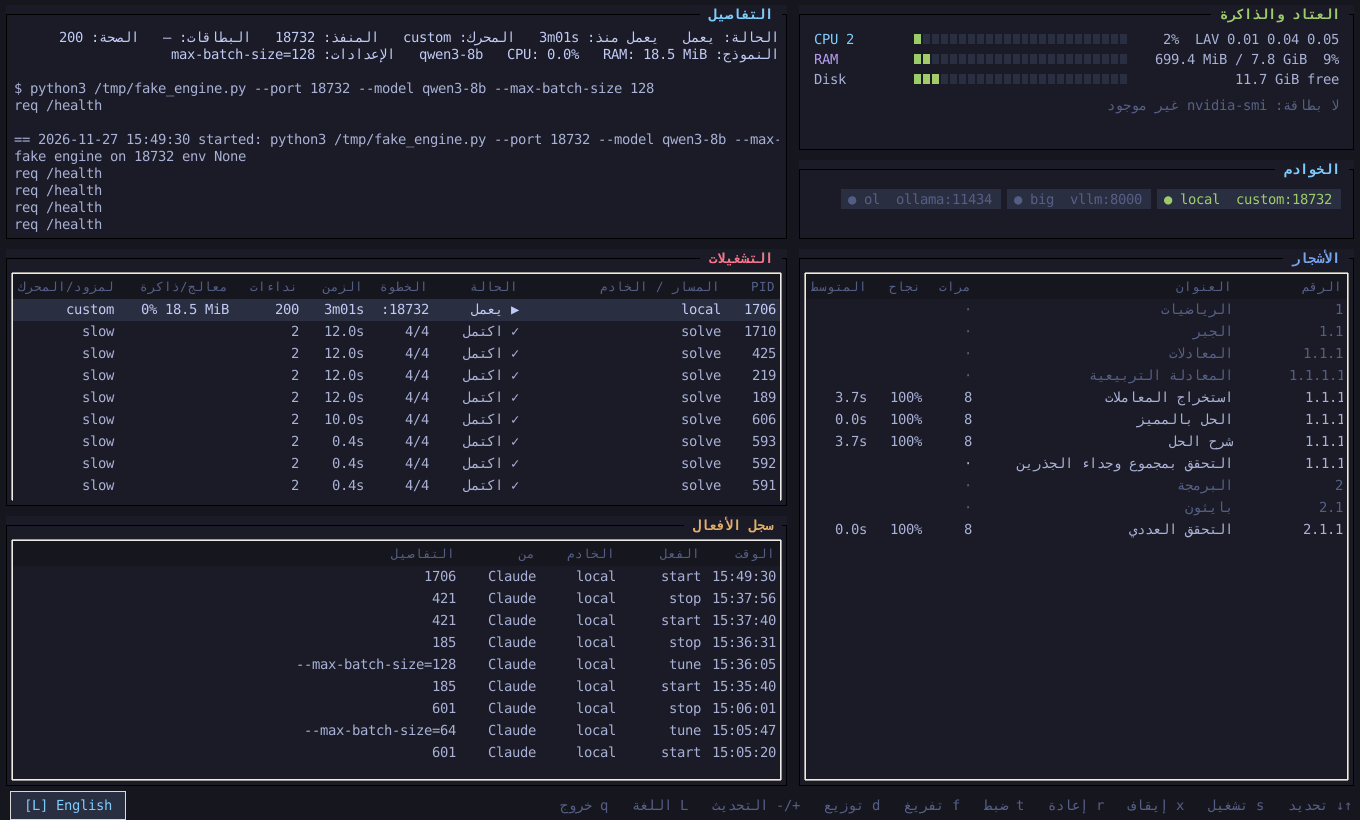 العتاد والذاكرة
CPU 2 2% LAV 0.01 0.04 0.05
RAM 699.4 MiB / 7.8 GiB 9%
Disk 11.7 GiB free
لا بطاقة: nvidia-smi غير موجود
الخوادم
● local custom:18732
● big vllm:8000
● ol ollama:11434
الأشجار
الرقم العنوان مرات نجاح المتوسط
1 الرياضيات ·
1.1 الجبر ·
1.1.1 المعادلات ·
1.1.1.1 المعادلة التربيعية ·
1.1.1 استخراج المعاملات 8 100% 3.7s
1.1.1 الحل بالمميز 8 100% 0.0s
1.1.1 شرح الحل 8 100% 3.7s
1.1.1 التحقق بمجموع وجداء الجذرين ·
2 البرمجة ·
2.1 بايثون ·
2.1.1 التحقق العددي 8 100% 0.0s
التفاصيل
الحالة: يعمل يعمل منذ: 3m01s المحرك: custom المنفذ: 18732 البطاقات: — الصحة: 200
النموذج: qwen3-8b CPU: 0.0% RAM: 18.5 MiB الإعدادات: max-batch-size=128
$ python3 /tmp/fake_engine.py --port 18732 --model qwen3-8b --max-batch-size 128
req /health
== 2026-11-27 15:49:30 started: python3 /tmp/fake_engine.py --port 18732 --model qwen3-8b --max-
fake engine on 18732 env None
req /health
req /health
req /health
req /health
التشغيلات
PID المسار / الخادم الحالة الخطوة الزمن نداءات معالج/ذاكرة لمزود/المحرك
1706 local ▶ يعمل :18732 3m01s 200 0% 18.5 MiB custom
1710 solve ✓ اكتمل 4/4 12.0s 2 slow
425 solve ✓ اكتمل 4/4 12.0s 2 slow
219 solve ✓ اكتمل 4/4 12.0s 2 slow
189 solve ✓ اكتمل 4/4 12.0s 2 slow
606 solve ✓ اكتمل 4/4 10.0s 2 slow
593 solve ✓ اكتمل 4/4 0.4s 2 slow
592 solve ✓ اكتمل 4/4 0.4s 2 slow
591 solve ✓ اكتمل 4/4 0.4s 2 slow
سجل الأفعال
الوقت الفعل الخادم من التفاصيل
15:49:30 start local Claude 1706
15:37:56 stop local Claude 421
15:37:40 start local Claude 421
15:36:31 stop local Claude 185
15:36:05 tune local Claude --max-batch-size=128
15:35:40 start local Claude 185
15:06:01 stop local Claude 601
15:05:47 tune local Claude --max-batch-size=64
15:05:20 start local Claude 601
↓↑ تحديد s تشغيل x إيقاف r إعادة t ضبط f تفريغ d توزيع +/- التحديث L اللغة q خروج
[L] English